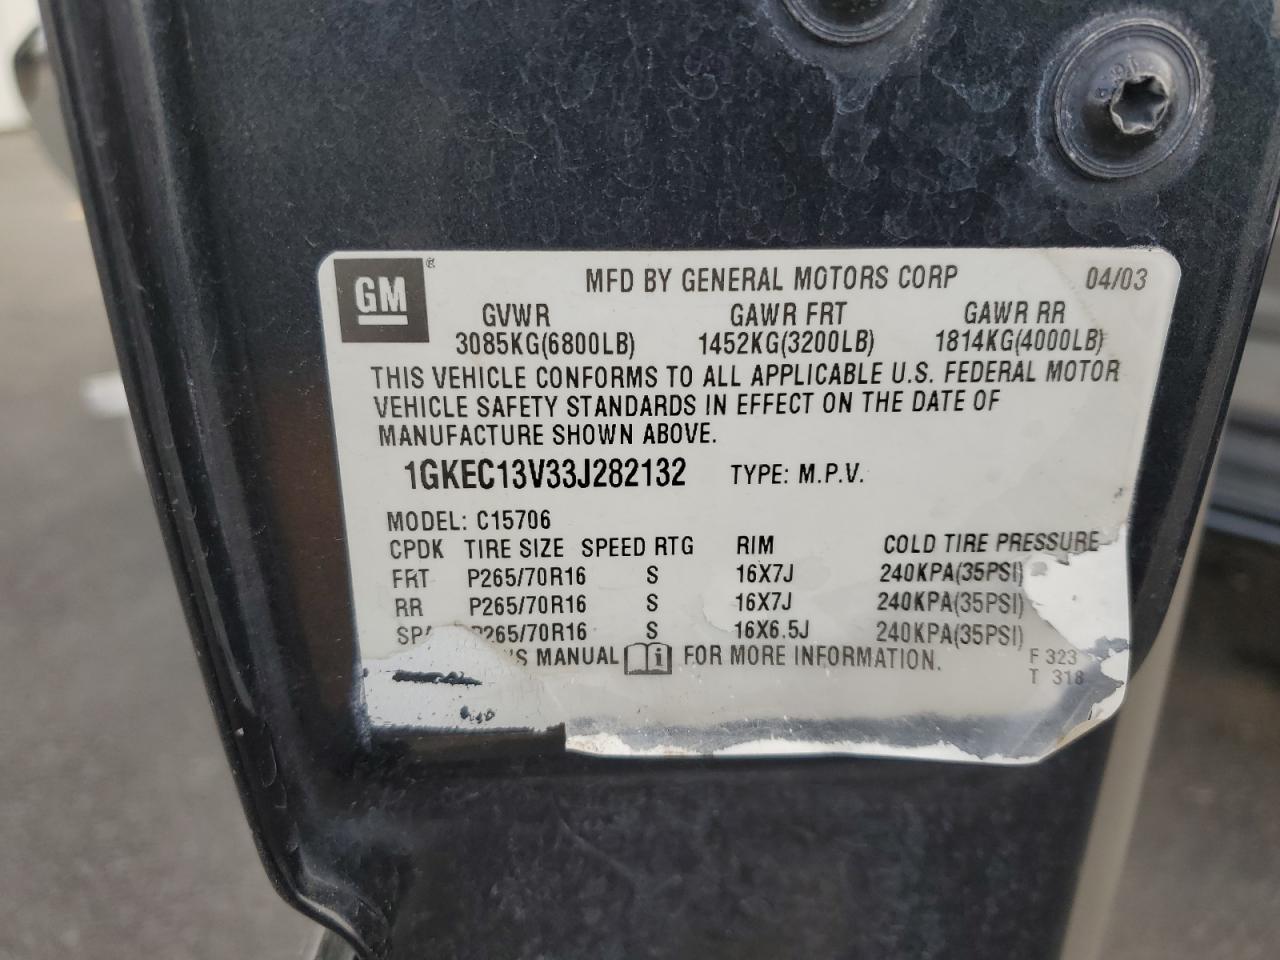 GM®
MFD BY GENERAL MOTORS CORP 04/03
GVWR GAWR FRT GAWR RR
3085KG(6800LB) 1452KG(3200LB) 1814KG(4000LB)
THIS VEHICLE CONFORMS TO ALL APPLICABLE U.S. FEDERAL MOTOR
VEHICLE SAFETY STANDARDS IN EFFECT ON THE DATE OF
MANUFACTURE SHOWN ABOVE.
1GKEC13V33J282132 TYPE: M.P.V.
MODEL: C15706
CPDK TIRE SIZE SPEED RTG RIM COLD TIRE PRESSURE
FRT P265/70R16 S 16X7J 240KPA(35PSI)
RR P265/70R16 S 16X7J 240KPA(35PSI)
P265/70R16 S 16X6.5J 240KPA(35PSI)
'S MANUAL FOR MORE INFORMATION. F 323
T 318